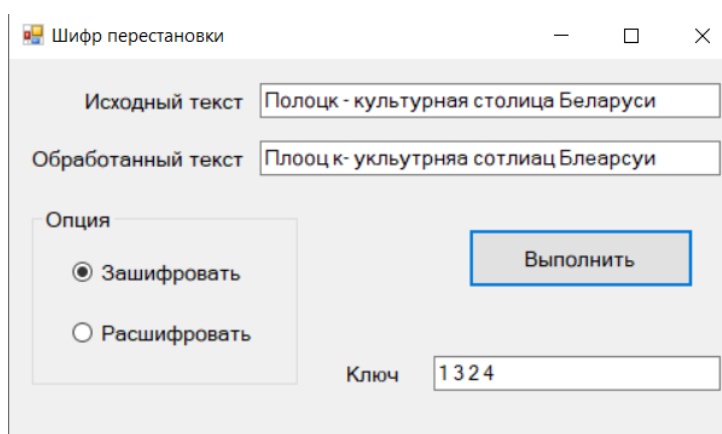 Шифр перестановки
Исходный текст Полоцк - культурная столица Беларуси
Обработанный текст Плооц к- укльутрняа сотлиац Блеарсуи
Опция
Зашифровать
Выполнить
Расшифровать
Ключ 1 3 2 4